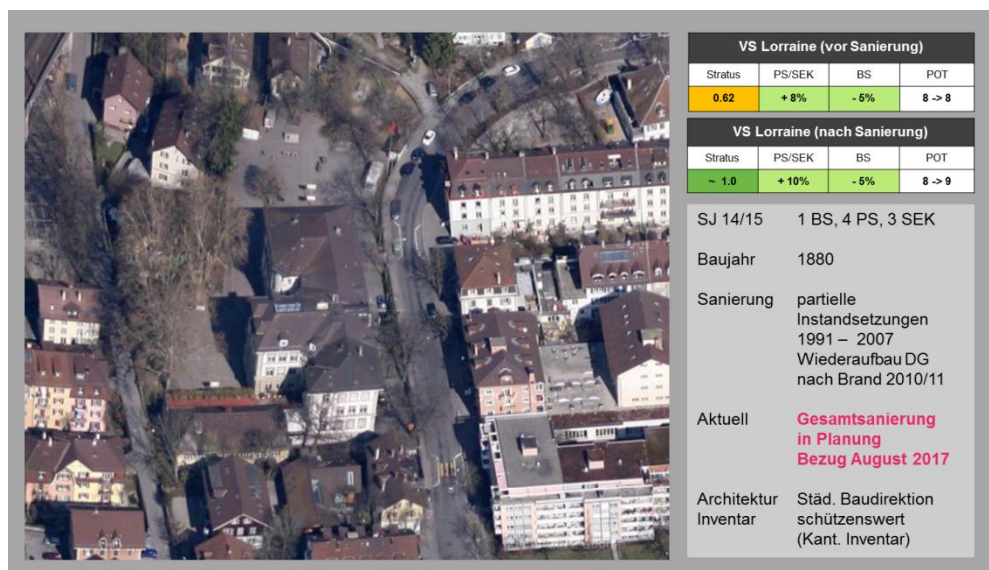 VS Lorraine (vor Sanierung)
Stratus PS/SEK BS POT
0.62 + 8% - 5% 8 -> 8
VS Lorraine (nach Sanierung)
Stratus PS/SEK BS POT
~ 1.0 + 10% - 5% 8 -> 9
SJ 14/15 1 BS, 4 PS, 3 SEK
Baujahr 1880
Sanierung partielle
Instandsetzungen
1991 – 2007
Wiederaufbau DG
nach Brand 2010/11
Aktuell Gesamtsanierung
in Planung
Bezug August 2017
Architektur Städ. Baudirektion
Inventar schützenswert
(Kant. Inventar)